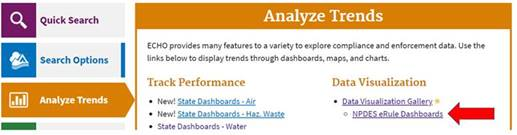 Quick Search
Search Options
Analyze Trends
Analyze Trends
ECHO provides many features to a variety to explore compliance and enforcement data. Use the
links below to display trends through dashboards, maps, and charts.
Track Performance
• New! State Dashboards - Air
• New! State Dashboards - Haz. Waste
• State Dashboards - Water
Data Visualization
• Data Visualization Gallery
○ NPDES eRule Dashboards